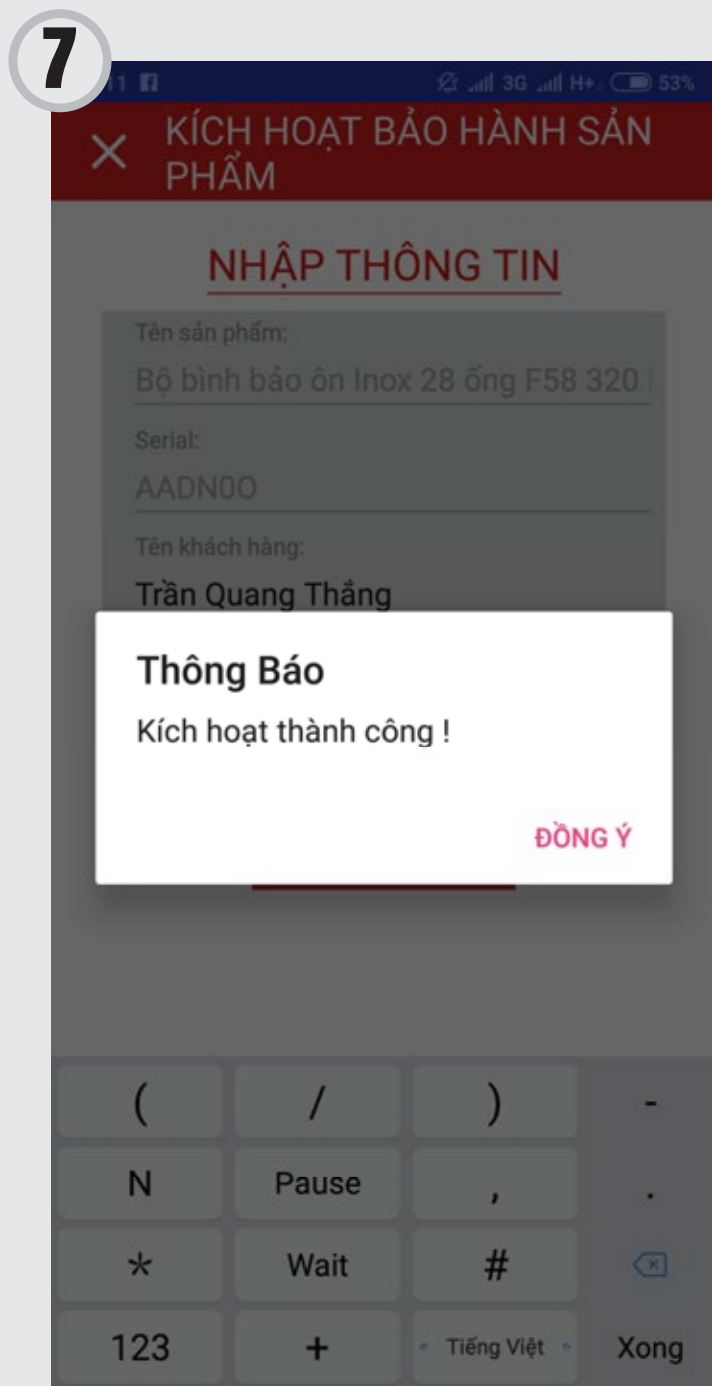 7
11
3G
H+
53%
KÍCH HOẠT BẢO HÀNH SẢN
PHẨM
NHẬP THÔNG TIN
Tên sản phẩm:
Bộ bình bảo ôn Inox 28 ống F58 320
Serial:
AADN0O
Tên khách hàng:
Trần Quang Thắng
Thông Báo
Kích hoạt thành công !
ĐỒNG Ý
( / ) -
N Pause , .
* Wait #
123 + Tiếng Việt Xong